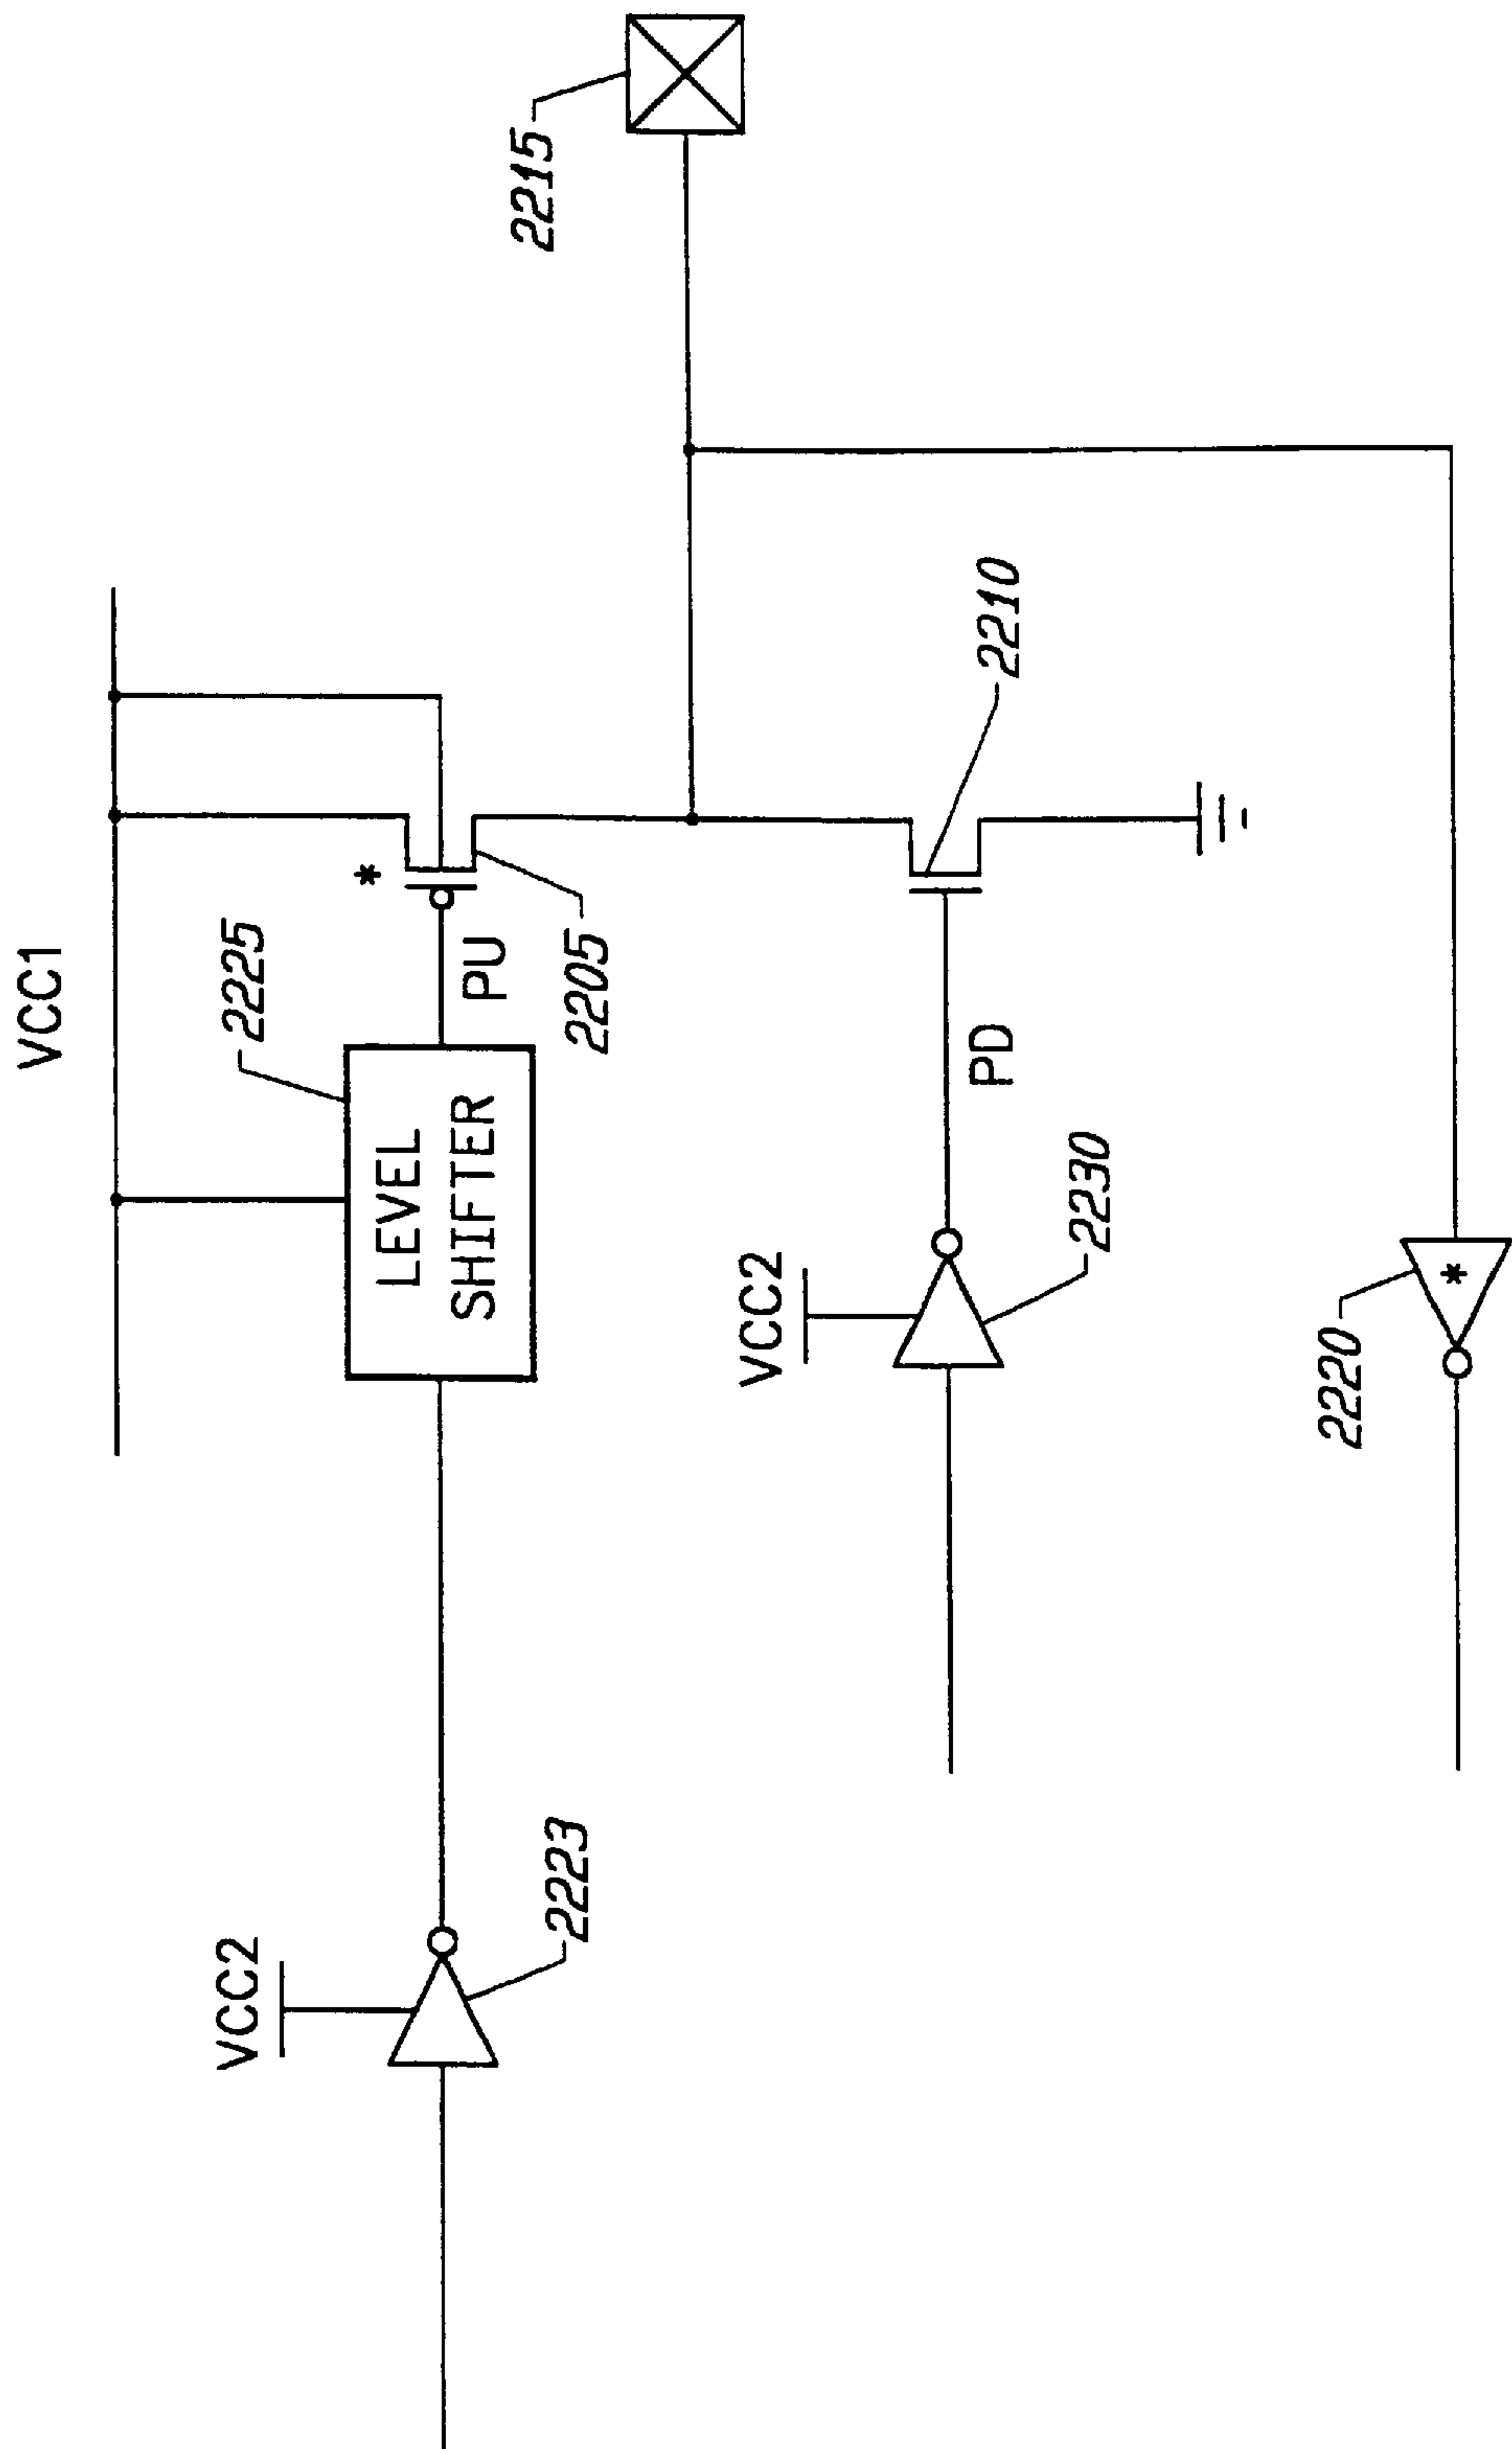 VCC1
2215
2225
*
LEVEL
SHIFTER
PU
2205
VCC2
2223
2210
VCC2
PD
2230
2220
*